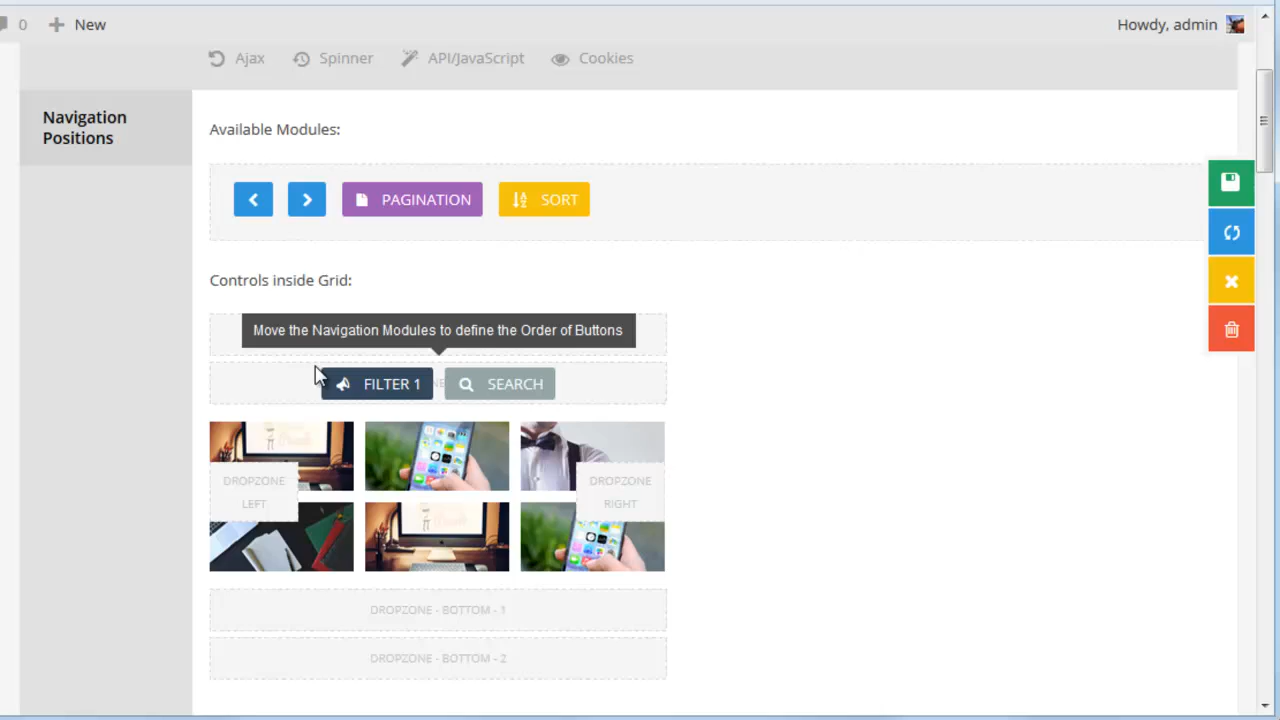 0 New Howdy, admin
Ajax Spinner API/JavaScript Cookies
Navigation
Positions
Available Modules:
PAGINATION SORT
Controls inside Grid:
Move the Navigation Modules to define the Order of Buttons
FILTER 1 SEARCH
DROPZONE
LEFT
DROPZONE
RIGHT
DROPZONE - BOTTOM - 1
DROPZONE - BOTTOM - 2